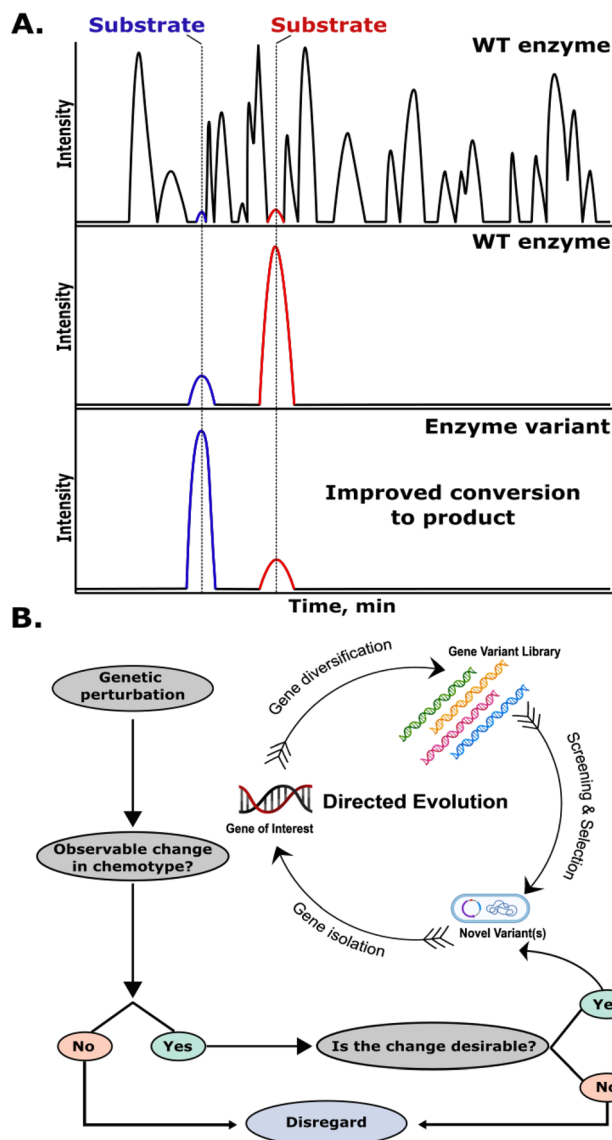 A.
Substrate
Substrate
WT enzyme
Intensity
WT enzyme
Intensity
Enzyme variant
Intensity
Improved conversion
to product
Time, min
B.
Genetic
perturbation
Gene diversification
Gene Variant Library
Screening & Selection
Directed Evolution
Gene of Interest
Observable change
in chemotype?
Gene isolation
Novel Variant(s)
Ye
No
Yes
Is the change desirable?
No
Disregard